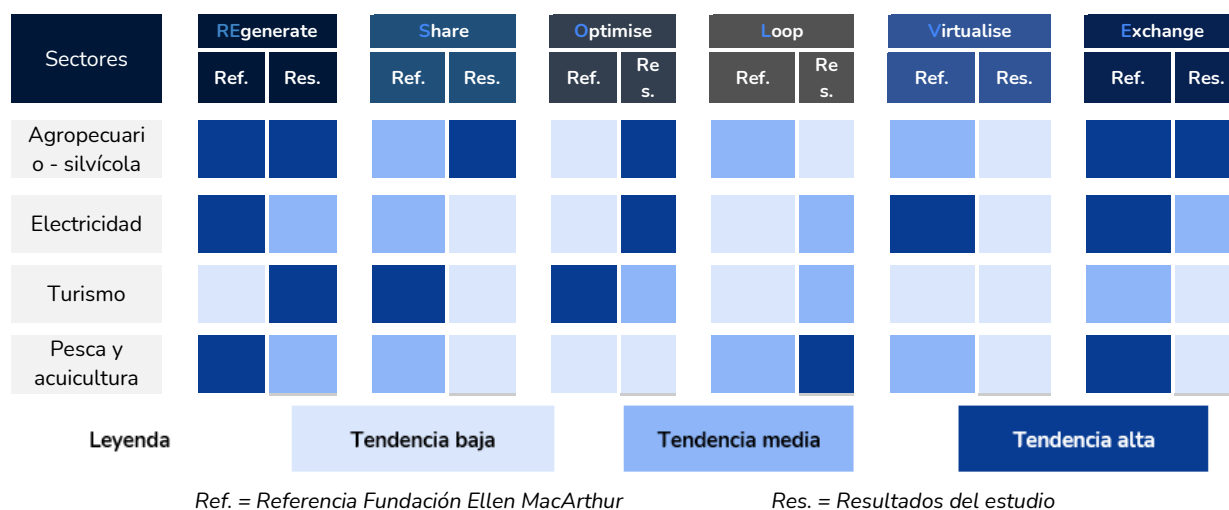 Sectores
REgenerate
Share
Optimise
Loop
Virtualise
Exchange
Ref.
Res.
Ref.
Res.
Ref.
Re
s.
Ref.
Re
s.
Ref.
Res.
Ref.
Res.
Agropecuari
o - silvícola
Electricidad
Turismo
Pesca y
acuicultura
Leyenda
Tendencia baja
Tendencia media
Tendencia alta
Ref. = Referencia Fundación Ellen MacArthur
Res. = Resultados del estudio